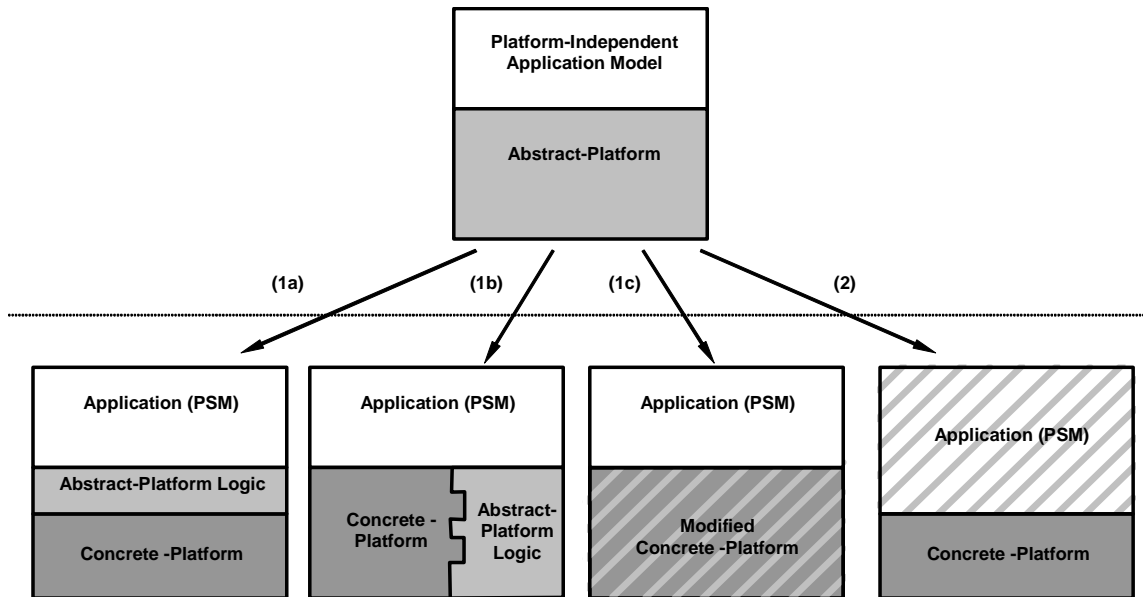 Platform-Independent
Application Model
Abstract-Platform
(1a)
(1b)
(1c)
(2)
Application (PSM)
Abstract-Platform Logic
Concrete -Platform
Application (PSM)
Concrete -
Platform
Abstract-
Platform
Logic
Application (PSM)
Modified
Concrete -Platform
Application (PSM)
Concrete -Platform